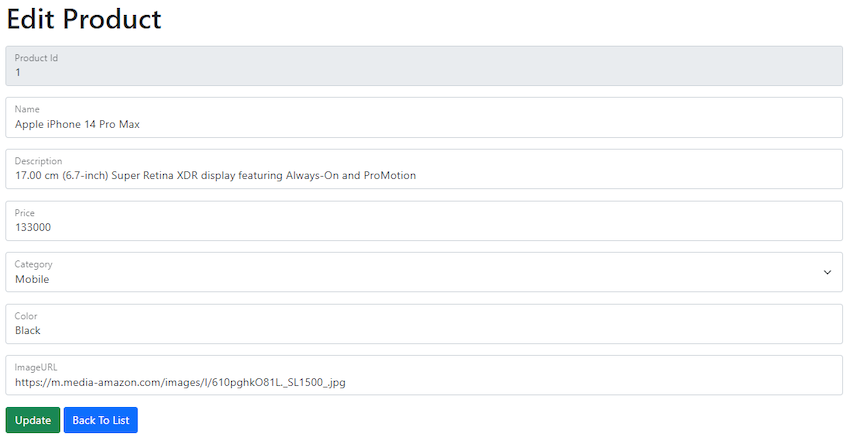 Edit Product
Product Id
1
Name
Apple iPhone 14 Pro Max
Description
17.00 cm (6.7-inch) Super Retina XDR display featuring Always-On and ProMotion
Price
133000
Category
Mobile
Color
Black
ImageURL
https://m.media-amazon.com/images/I/610pghkO81L._SL1500_.jpg
Update Back To List